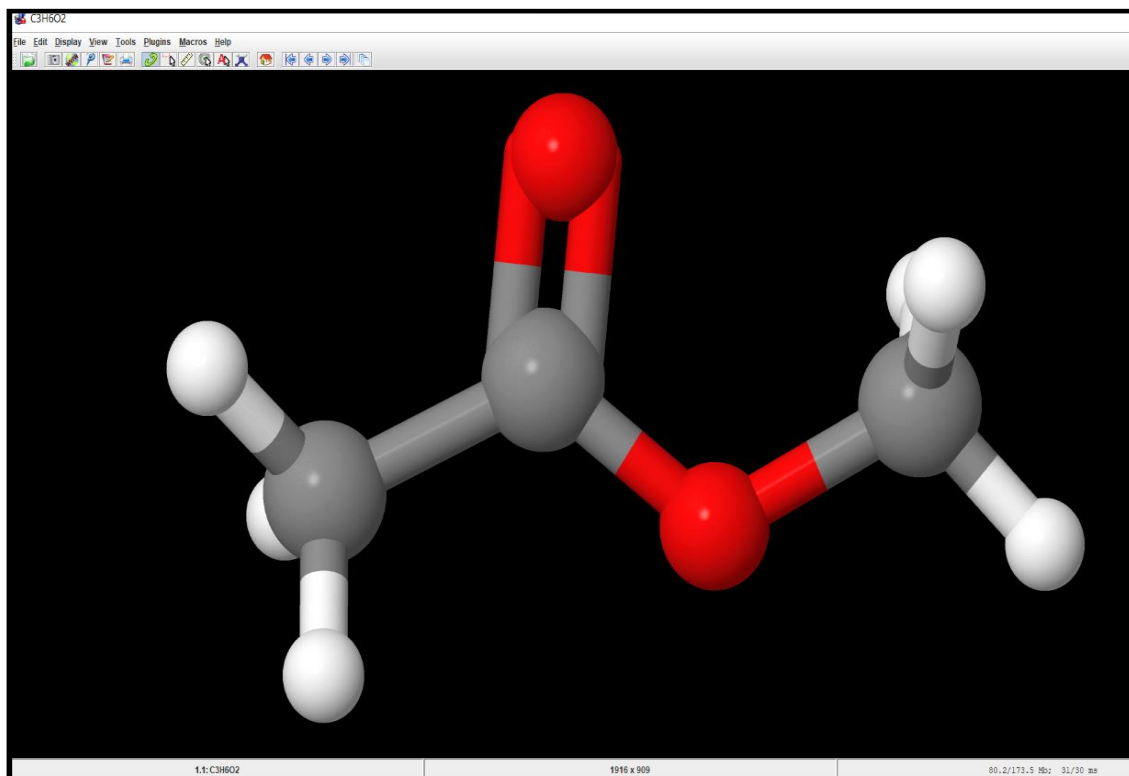 C3H6O2
File Edit Display View Tools Plugins Macros Help
1.1: C3H6O2 1916 x 909 80.2/173.5 Mb; 31/30 ms